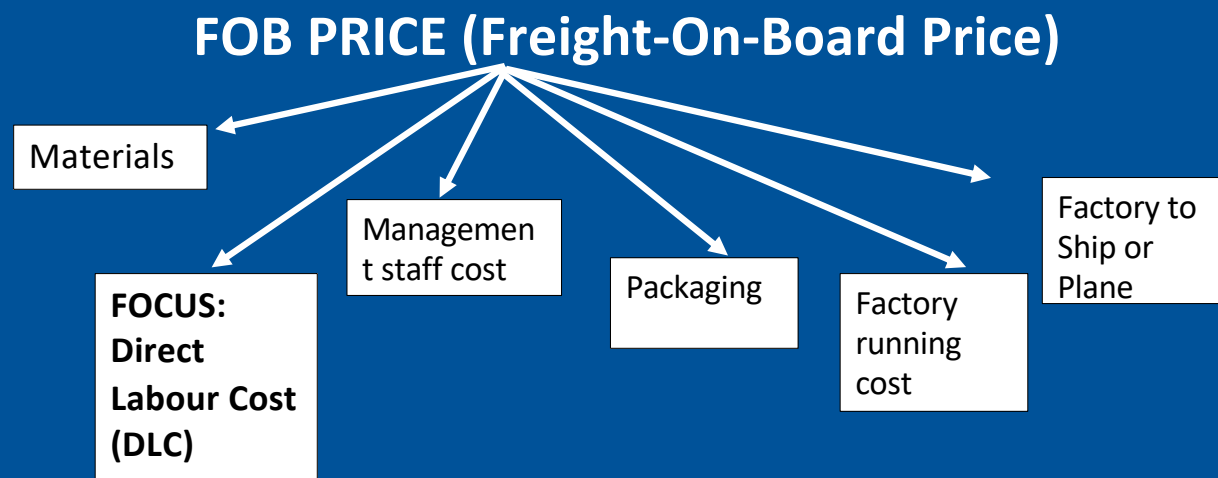 FOB PRICE (Freight-On-Board Price)
Materials
FOCUS:
Direct
Labour Cost
(DLC)
Managemen
t staff cost
Packaging
Factory
running
cost
Factory to
Ship or
Plane